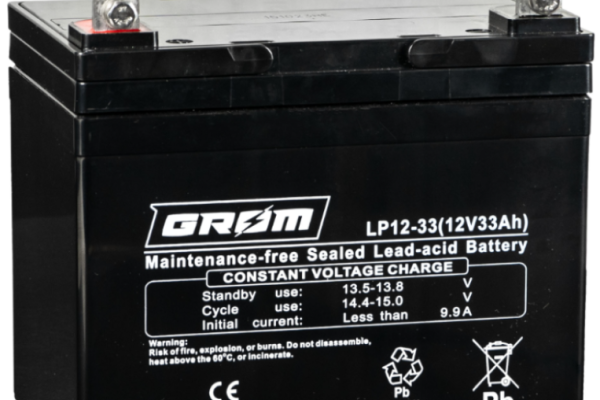 GROM
LP12-33(12V33Ah)
Maintenance-free Sealed Lead-acid Battery
CONSTANT VOLTAGE CHARGE
Standby use: 13.5-13.8 V
Cycle use: 14.4-15.0 V
Initial current: Less than 9.9A
Warning:
Risk of fire, explosion, or burns. Do not disassemble,
heat above the 60°C, or incinerate.
CE
Pb
Pb